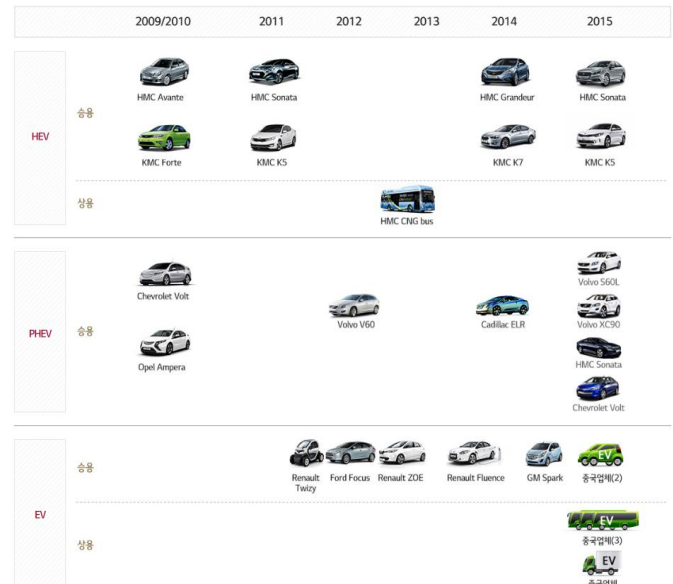 2009/2010 2011 2012 2013 2014 2015
HEV
승용
HMC Avante HMC Sonata HMC Grandeur HMC Sonata
KMC Forte KMC K5 KMC K7 KMC K5
상용
HMC CNG bus
PHEV
승용
Chevrolet Volt
Opel Ampera
Volvo V60
Cadillac ELR
Volvo S60L
Volvo XC90
HMC Sonata
Chevrolet Volt
EV
승용
EV
Renault Twizy
Ford Focus Renault ZOE Renault Fluence GM Spark 중국업체(2)
상용
EV
중국업체(3)
EV
중국업체